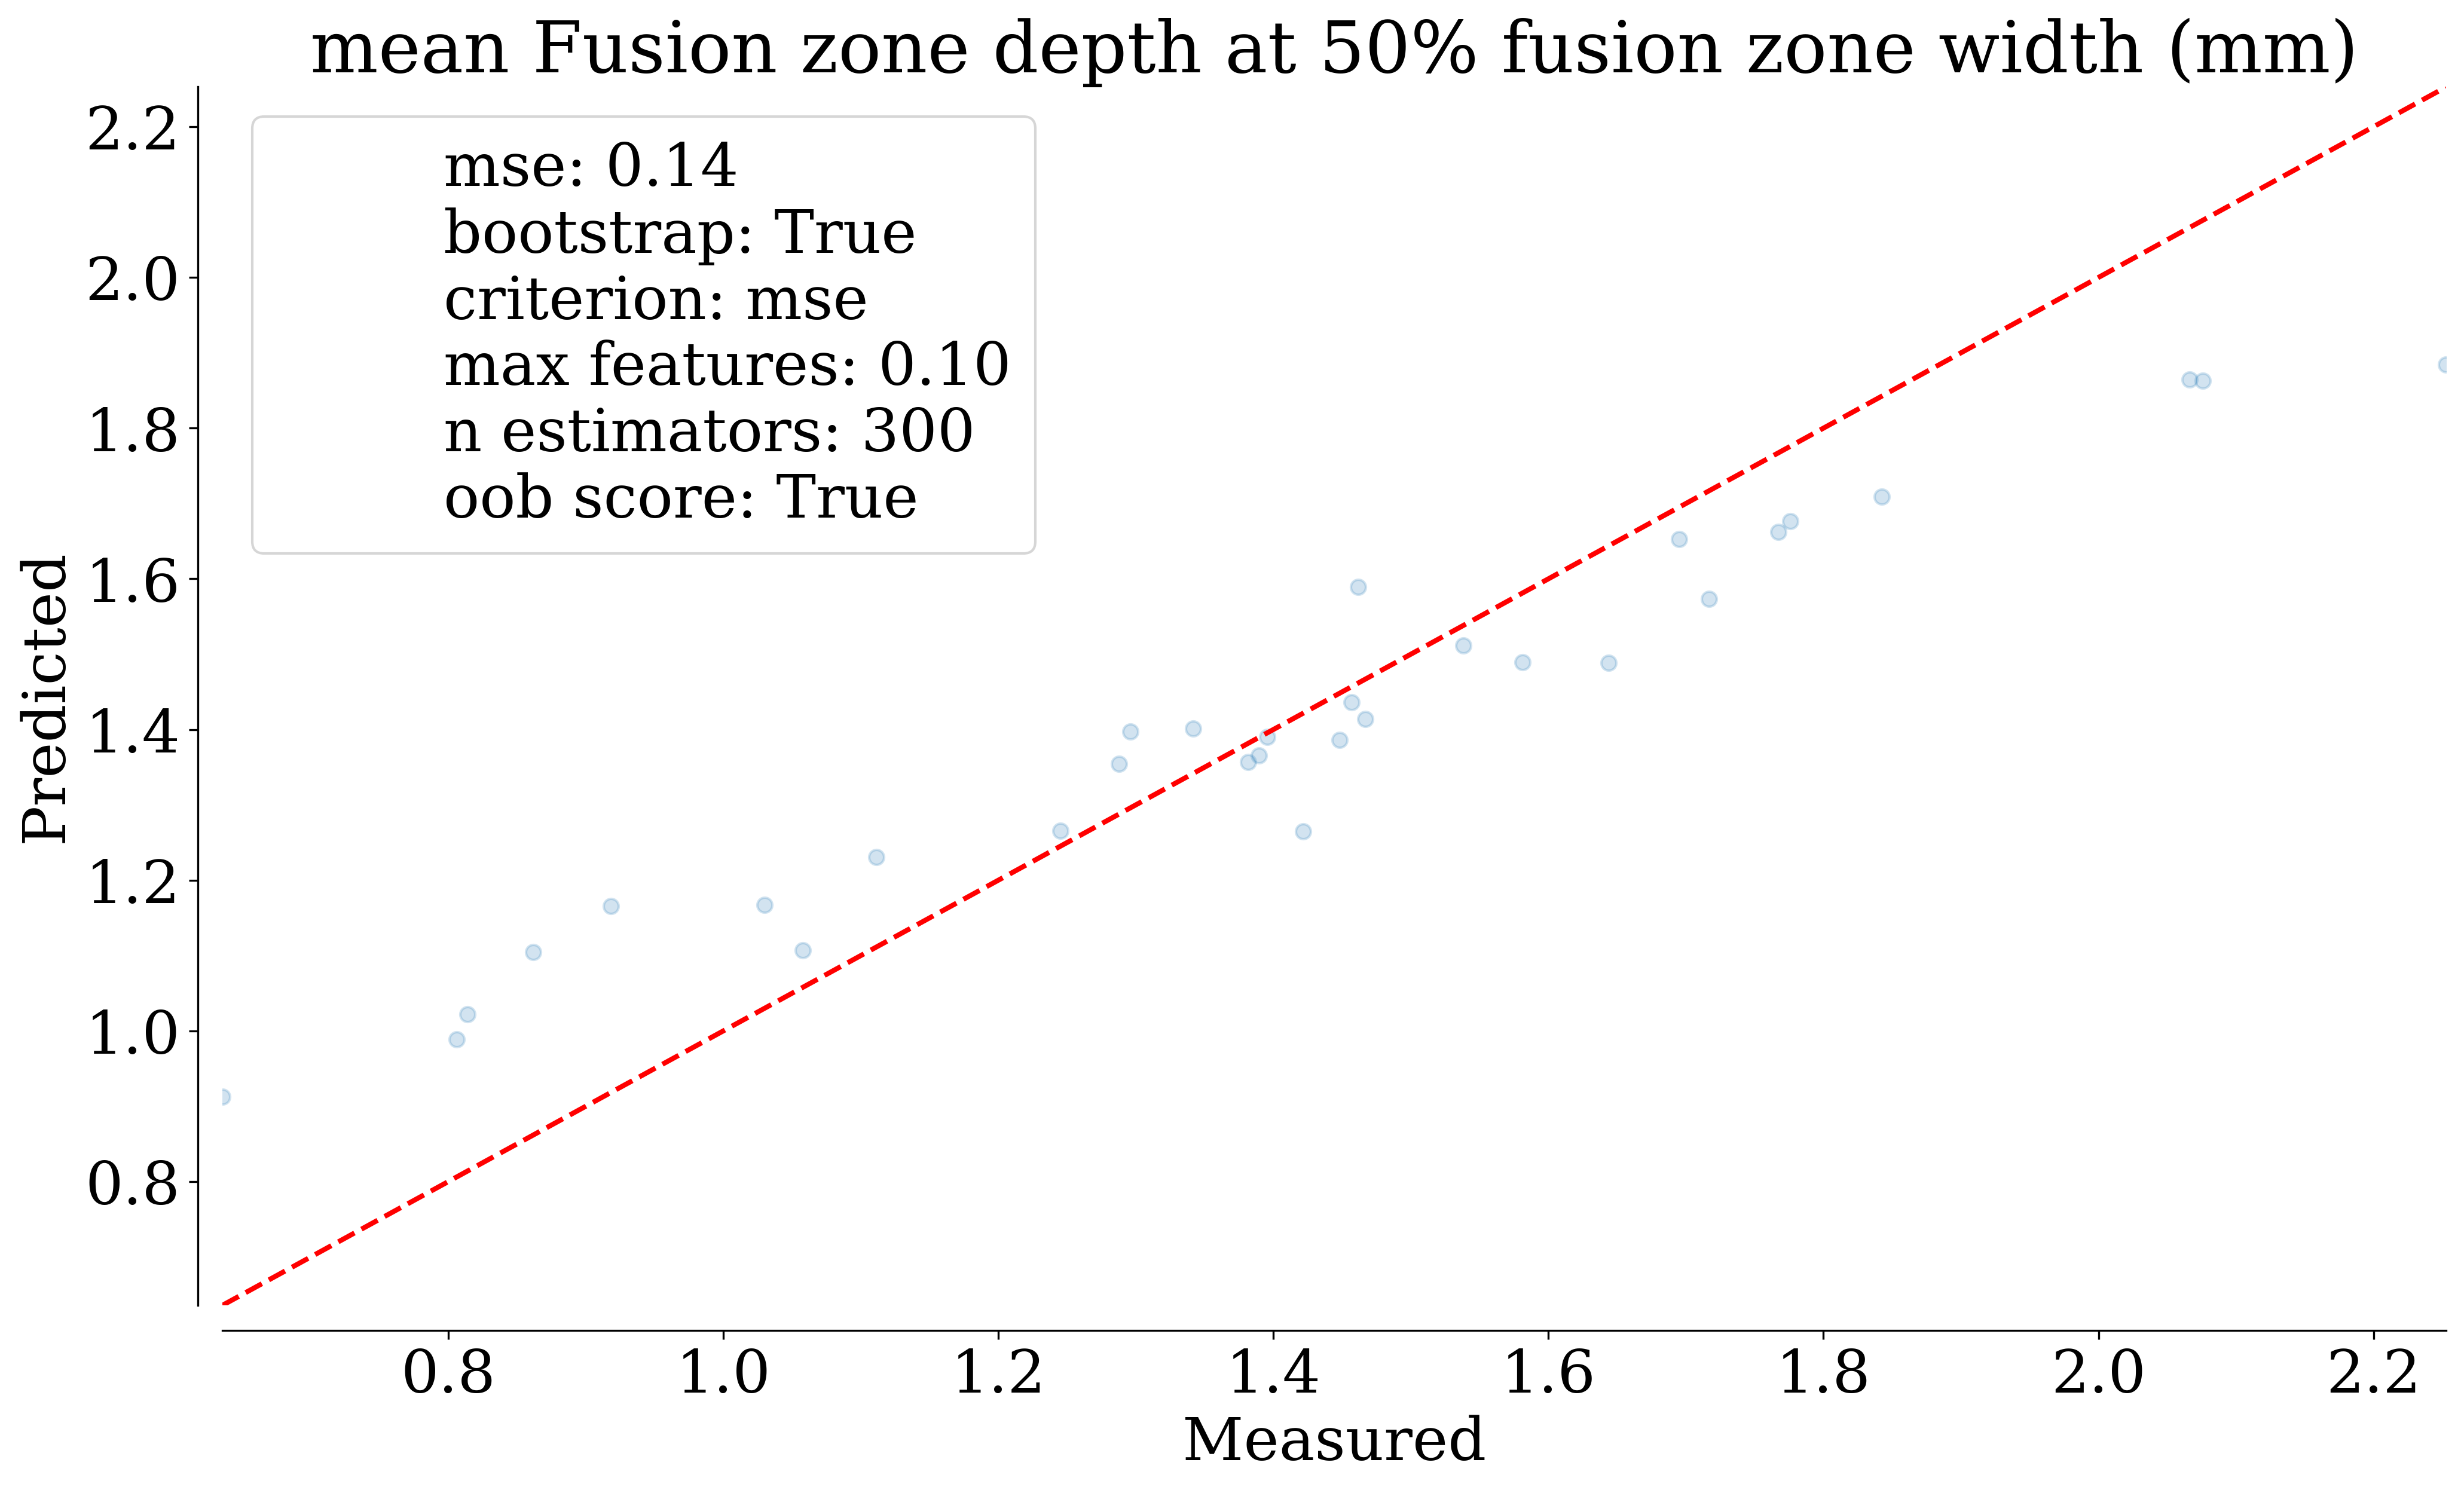 mean Fusion zone depth at 50% fusion zone width (mm)
mse: 0.14
bootstrap: True
criterion: mse
max features: 0.10
n estimators: 300
oob score: True
Predicted
2.2
2.0
1.8
1.6
1.4
1.2
1.0
0.8
0.8 1.0 1.2 1.4 1.6 1.8 2.0 2.2
Measured